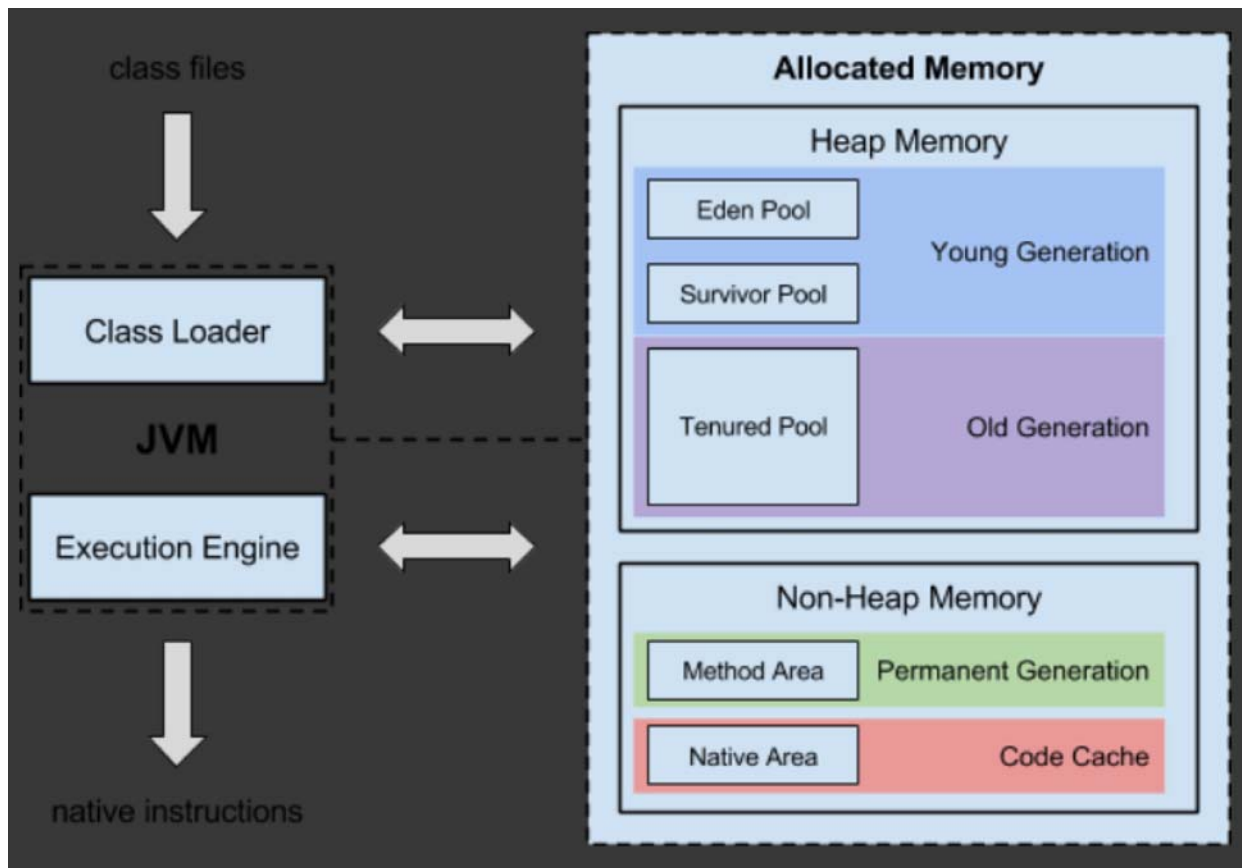 class files
Class Loader
JVM
Execution Engine
native instructions
Allocated Memory
Heap Memory
Eden Pool
Survivor Pool
Young Generation
Tenured Pool
Old Generation
Non-Heap Memory
Method Area
Permanent Generation
Native Area
Code Cache